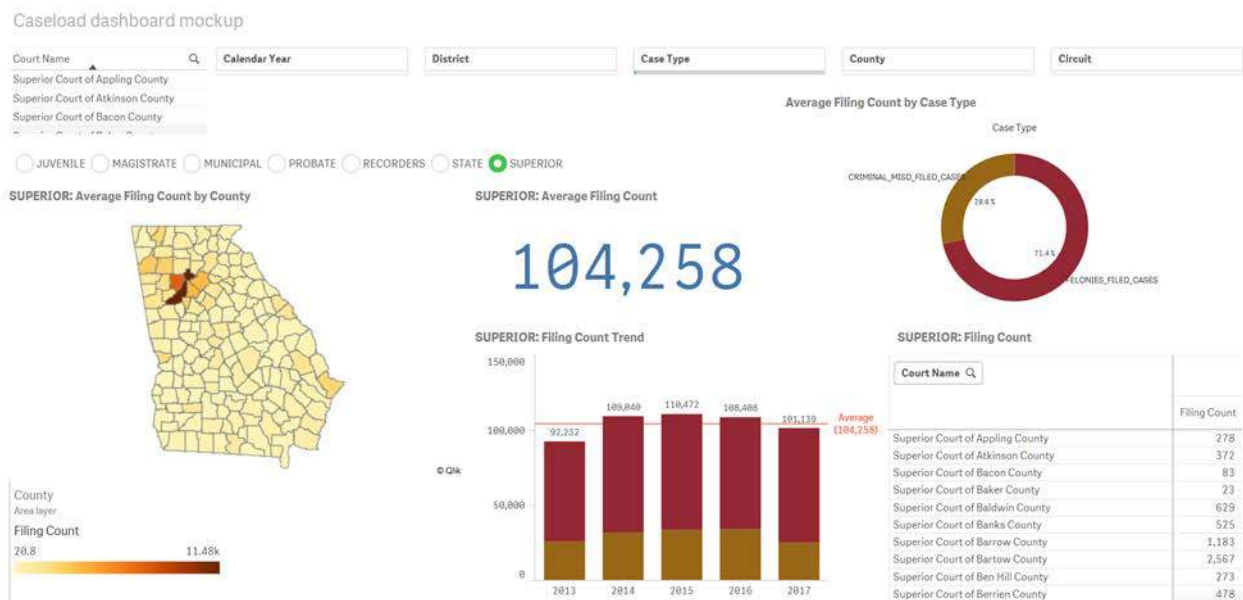 Caseload dashboard mockup
Court Name
Calendar Year
District
Case Type
County
Circuit
Superior Court of Appling County
Superior Court of Atkinson County
Superior Court of Bacon County
JUVENILE
MAGISTRATE
MUNICIPAL
PROBATE
RECORDERS
STATE
SUPERIOR
Average Filing Count by Case Type
Case Type
CRIMINAL_MISD_FILED_CASES
28.6 %
71.4 %
FELONIES_FILED_CASES
SUPERIOR: Average Filing Count by County
© Qlik
County
Area layer
Filing Count
20.8
11.48k
SUPERIOR: Average Filing Count
104,258
SUPERIOR: Filing Count Trend
150,000
100,000
50,000
0
92,232
109,040
110,472
108,408
101,139
Average
(104,258)
2013
2014
2015
2016
2017
SUPERIOR: Filing Count
Court Name
Filing Count
Superior Court of Appling County 278
Superior Court of Atkinson County 372
Superior Court of Bacon County 83
Superior Court of Baker County 23
Superior Court of Baldwin County 629
Superior Court of Banks County 525
Superior Court of Barrow County 1,183
Superior Court of Bartow County 2,567
Superior Court of Ben Hill County 273
Superior Court of Berrien County 478